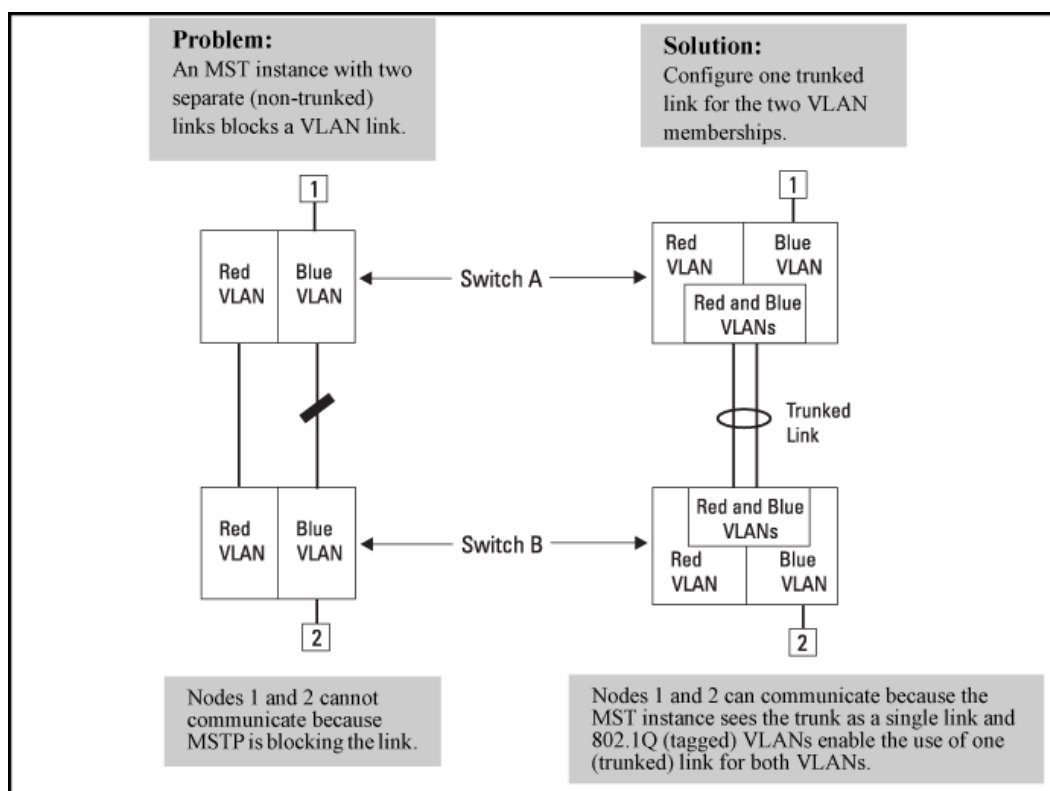 Problem:
An MST instance with two
separate (non-trunked)
links blocks a VLAN link.
Solution:
Configure one trunked
link for the two VLAN
memberships.
1
1
Red
VLAN
Blue
VLAN
Switch A
Red
VLAN
Blue
VLAN
Red and Blue
VLANs
Trunked
Link
Red
VLAN
Blue
VLAN
Switch B
Red and Blue
VLANs
Red
VLAN
Blue
VLAN
2
2
Nodes 1 and 2 cannot
communicate because
MSTP is blocking the link.
Nodes 1 and 2 can communicate because the
MST instance sees the trunk as a single link and
802.1Q (tagged) VLANs enable the use of one
(trunked) link for both VLANs.